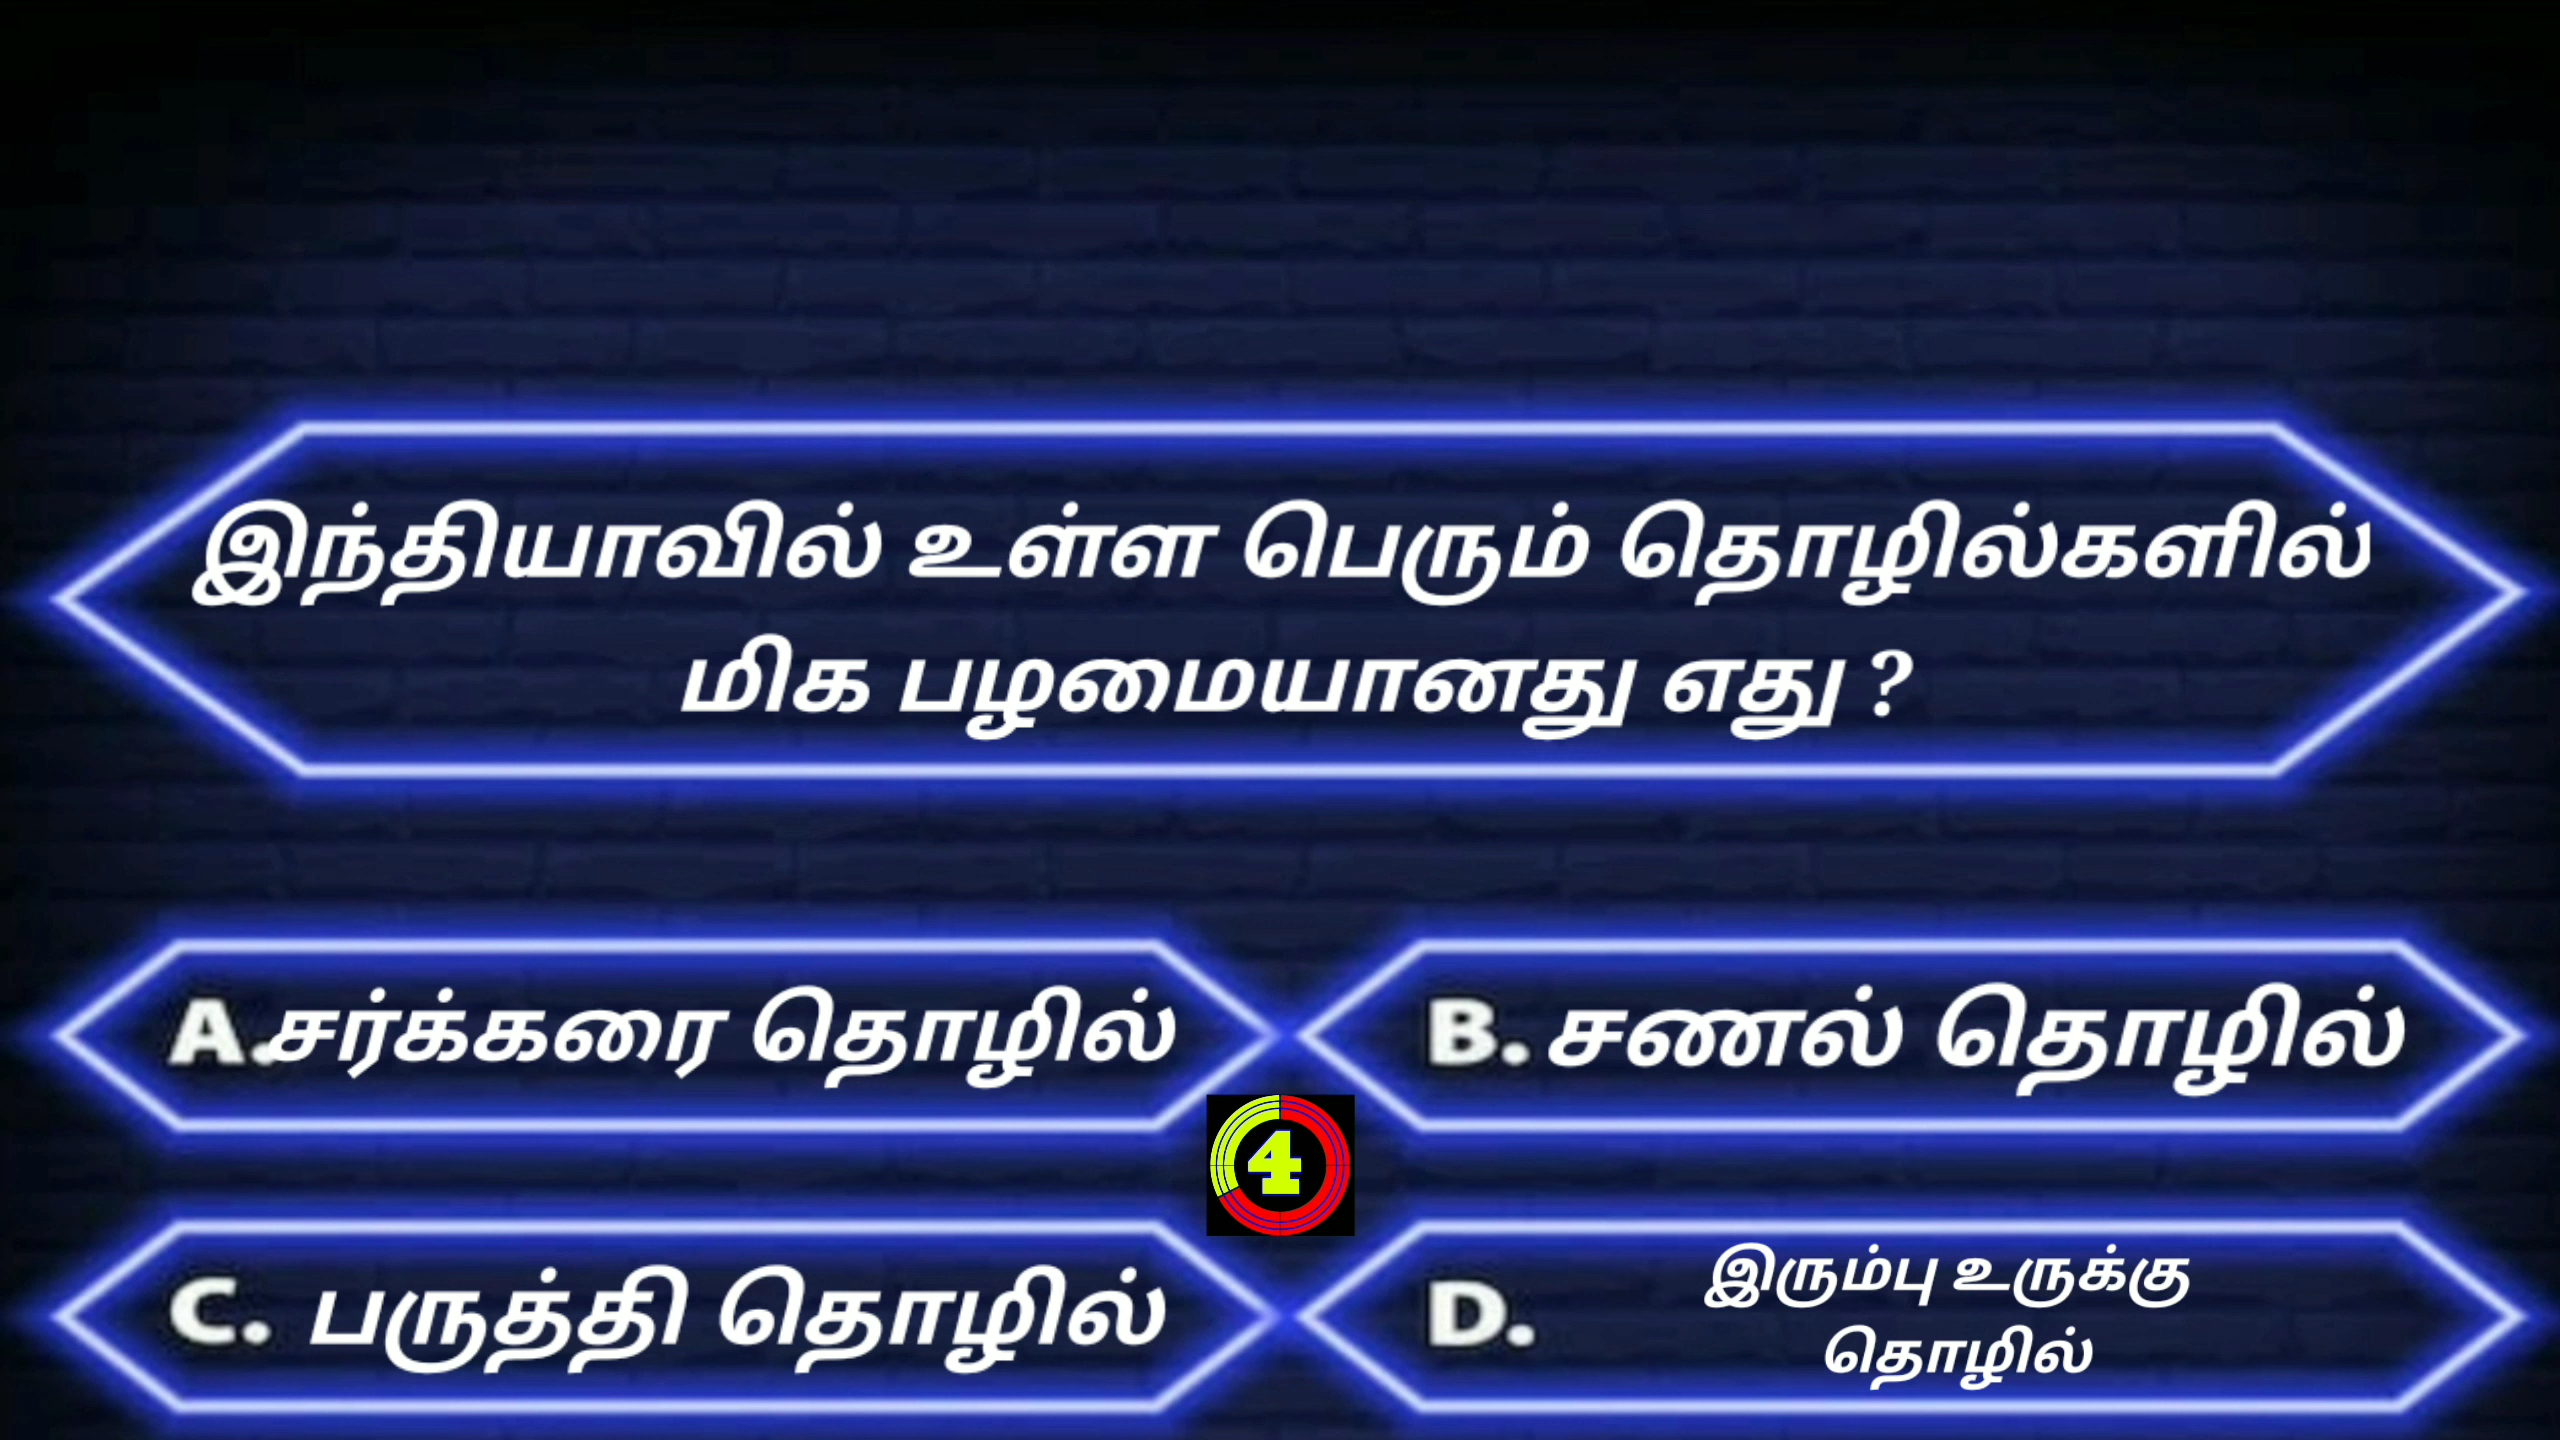 இந்தியாவில் உள்ள பெரும் தொழில்களில்
மிக பழமையானது எது ?
A. சர்க்கரை தொழில்
B. சணல் தொழில்
4
C. பருத்தி தொழில்
D. இரும்பு உருக்கு
தொழில்